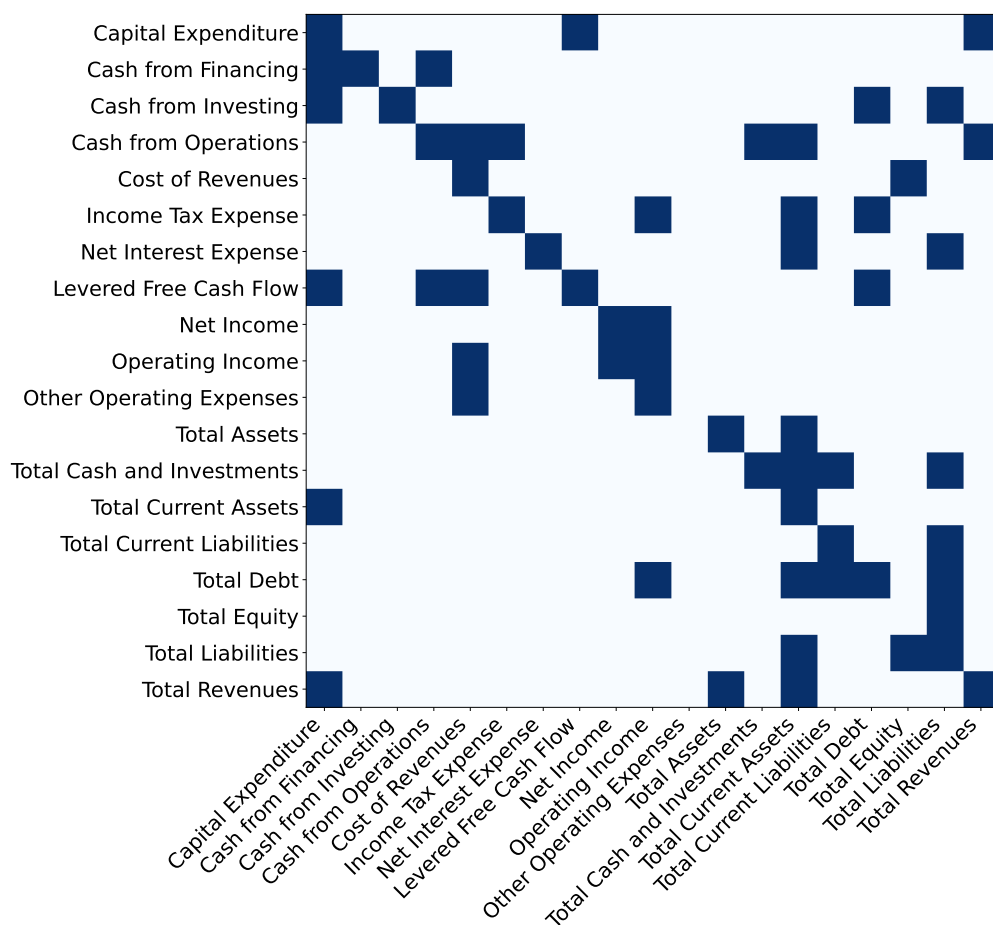 Capital Expenditure
Cash from Financing
Cash from Investing
Cash from Operations
Cost of Revenues
Income Tax Expense
Net Interest Expense
Levered Free Cash Flow
Net Income
Operating Income
Other Operating Expenses
Total Assets
Total Cash and Investments
Total Current Assets
Total Current Liabilities
Total Debt
Total Equity
Total Liabilities
Total Revenues
Capital Expenditure
Cash from Financing
Cash from Investing
Cash from Operations
Cost of Revenues
Income Tax Expense
Net Interest Expense
Levered Free Cash Flow
Net Income
Operating Income
Other Operating Expenses
Total Assets
Total Cash and Investments
Total Current Assets
Total Current Liabilities
Total Debt
Total Equity
Total Liabilities
Total Revenues